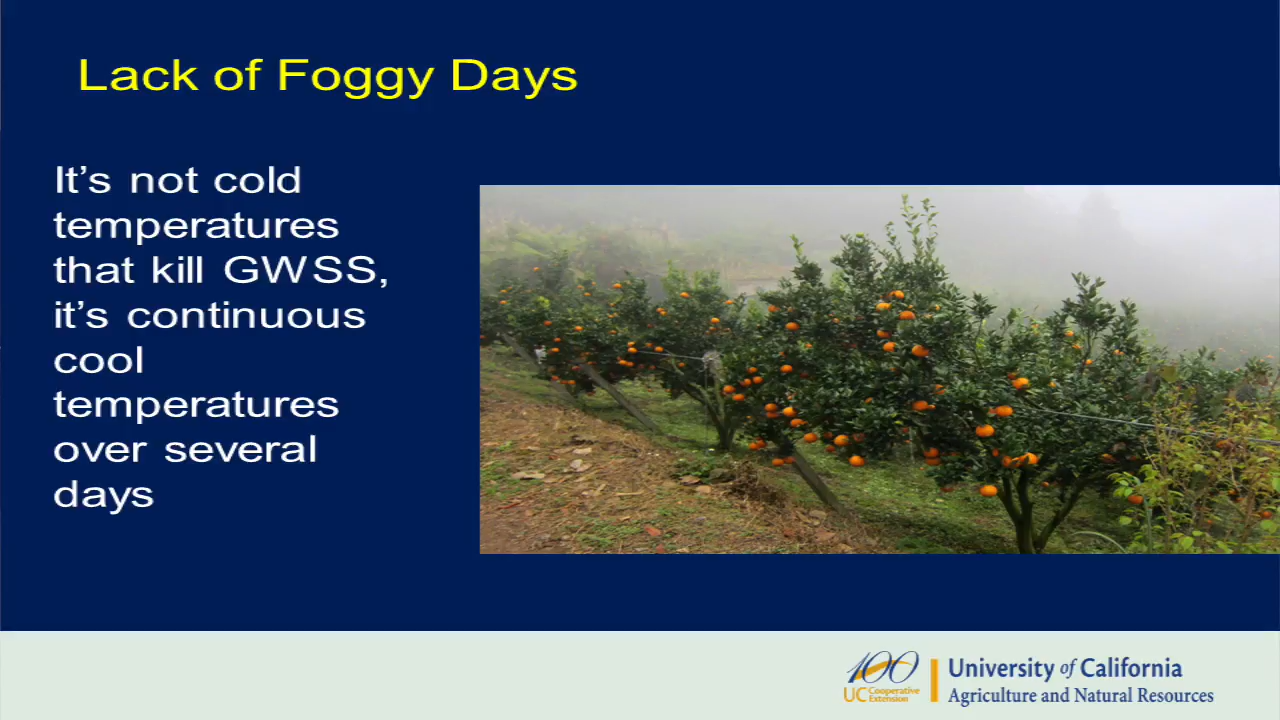 Lack of Foggy Days
It's not cold
temperatures
that kill GWSS,
it's continuous
cool
temperatures
over several
days
100
UC Cooperative
Extension
University of California
Agriculture and Natural Resources